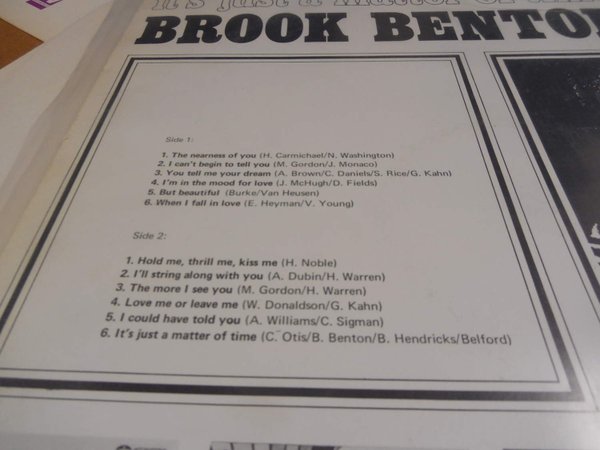 It's just a matter of
BROOK BENTON
Side 1:
1. The nearness of you (H. Carmichael/N. Washington)
2. I can't begin to tell you (M. Gordon/J. Monaco)
3. You tell me your dream (A. Brown/C. Daniels/S. Rice/G. Kahn)
4. I'm in the mood for love (J. McHugh/D. Fields)
5. But beautiful (Burke/Van Heusen)
6. When I fall in love (E. Heyman/V. Young)
Side 2:
1. Hold me, thrill me, kiss me (H. Noble)
2. I'll string along with you (A. Dubin/H. Warren)
3. The more I see you (M. Gordon/H. Warren)
4. Love me or leave me (W. Donaldson/G. Kahn)
5. I could have told you (A. Williams/C. Sigman)
6. It's just a matter of time (C. Otis/B. Benton/B. Hendricks/Belford)